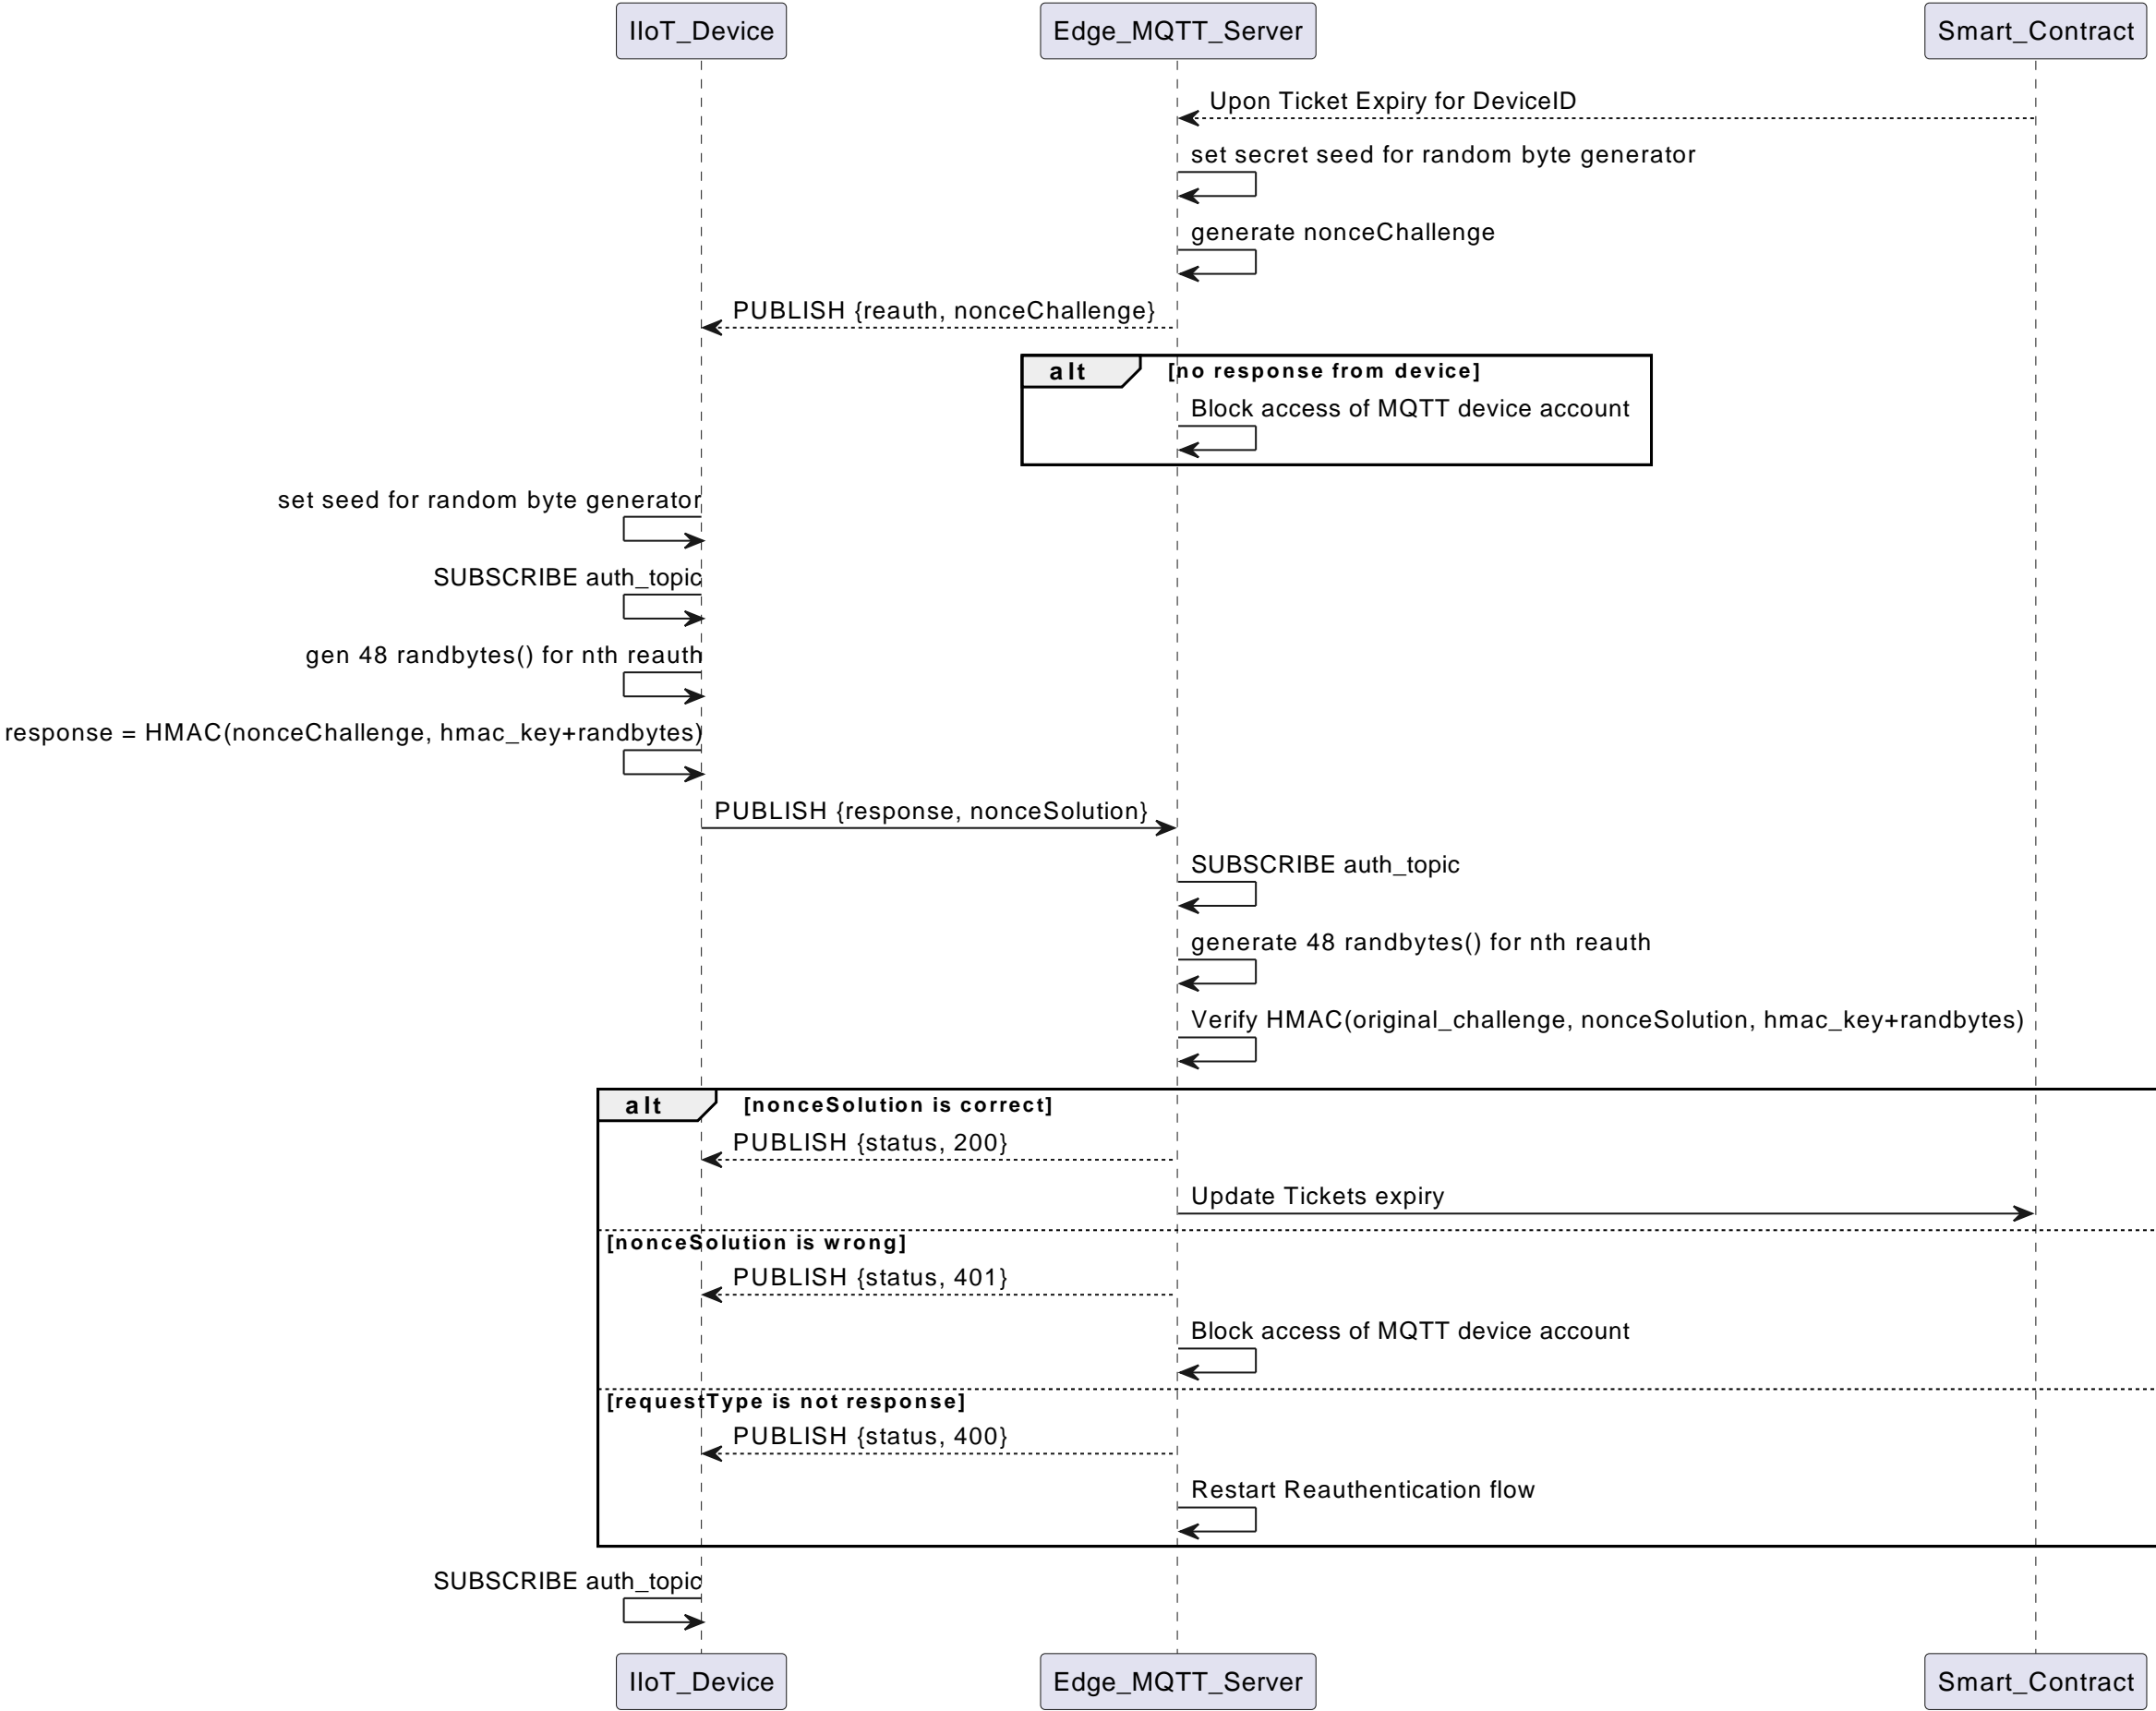 IIoT_Device
Edge_MQTT_Server
Smart_Contract
Upon Ticket Expiry for DeviceID
set secret seed for random byte generator
generate nonceChallenge
PUBLISH {reauth, nonceChallenge}
alt
[no response from device]
Block access of MQTT device account
set seed for random byte generator
SUBSCRIBE auth_topic
gen 48 randbytes() for nth reauth
response = HMAC(nonceChallenge, hmac_key+randbytes)
PUBLISH {response, nonceSolution}
SUBSCRIBE auth_topic
generate 48 randbytes() for nth reauth
Verify HMAC(original_challenge, nonceSolution, hmac_key+randbytes)
alt
[nonceSolution is correct]
PUBLISH {status, 200}
Update Tickets expiry
[nonceSolution is wrong]
PUBLISH {status, 401}
Block access of MQTT device account
[requestType is not response]
PUBLISH {status, 400}
Restart Reauthentication flow
SUBSCRIBE auth_topic
IIoT_Device
Edge_MQTT_Server
Smart_Contract